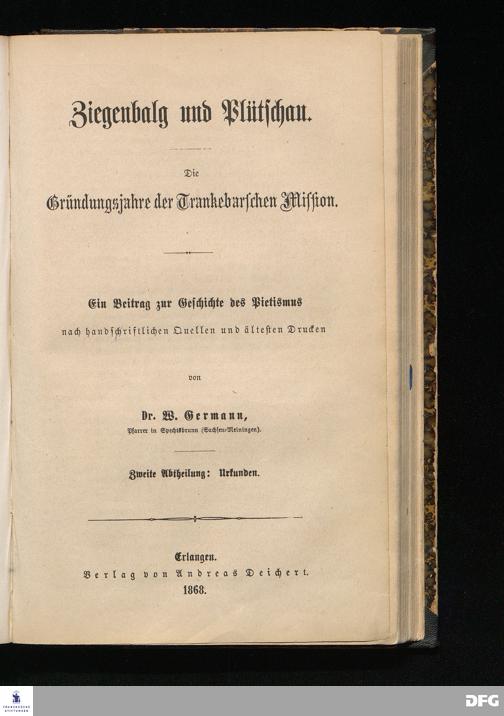 Ziegenbalg und Plütschau.
Die
Gründungsjahre der Trankebarschen Mission.
Ein Beitrag zur Geschichte des Pietismus
nach handschriftlichen Quellen und ältesten Drucken
von
Dr. W. Germann,
Pfarrer in Spechtsbrunn (Sachsen-Meiningen).
Zweite Abtheilung: Urkunden.
Erlangen.
Verlag von Andreas Deichert.
1868.
FRANCKESCHE
STIFTUNGEN
DFG